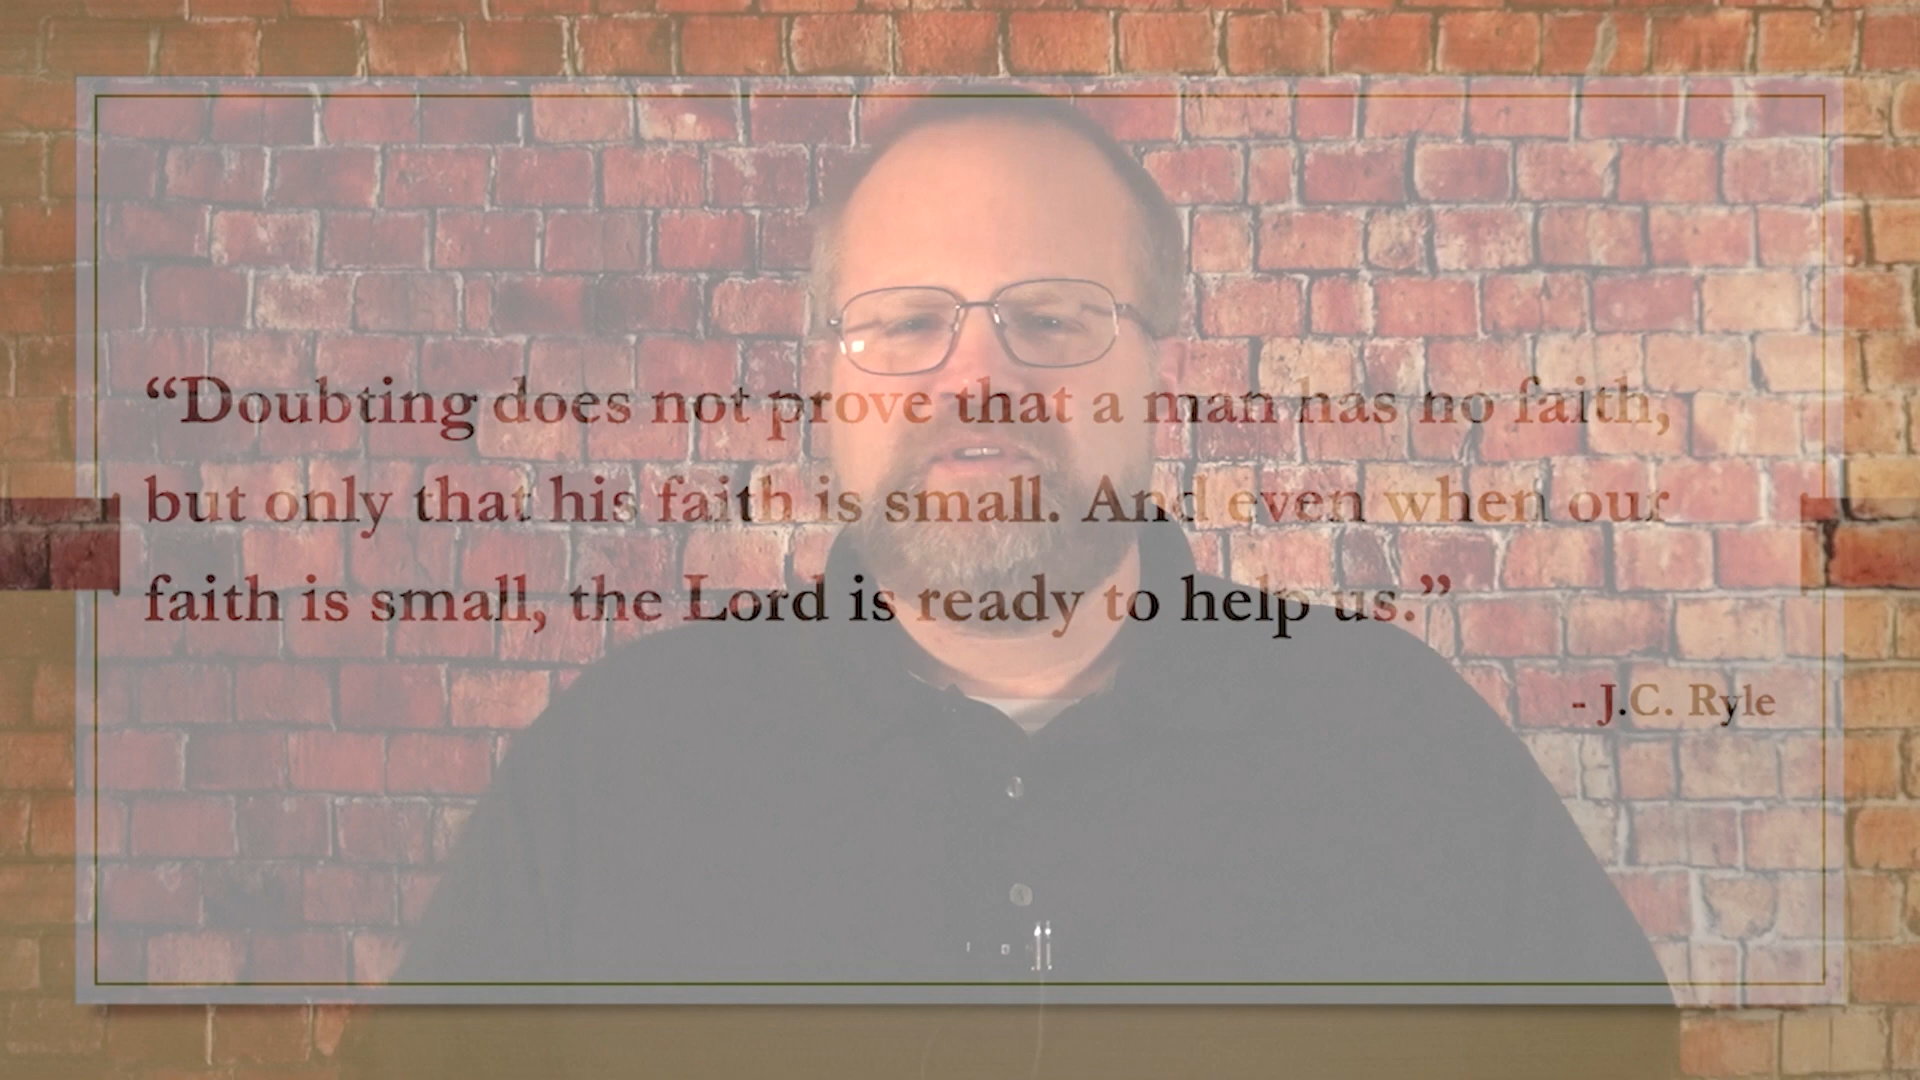 “Doubting does not prove that a man has no faith,
but only that his faith is small. And even when our
faith is small, the Lord is ready to help us.”
- J.C. Ryle